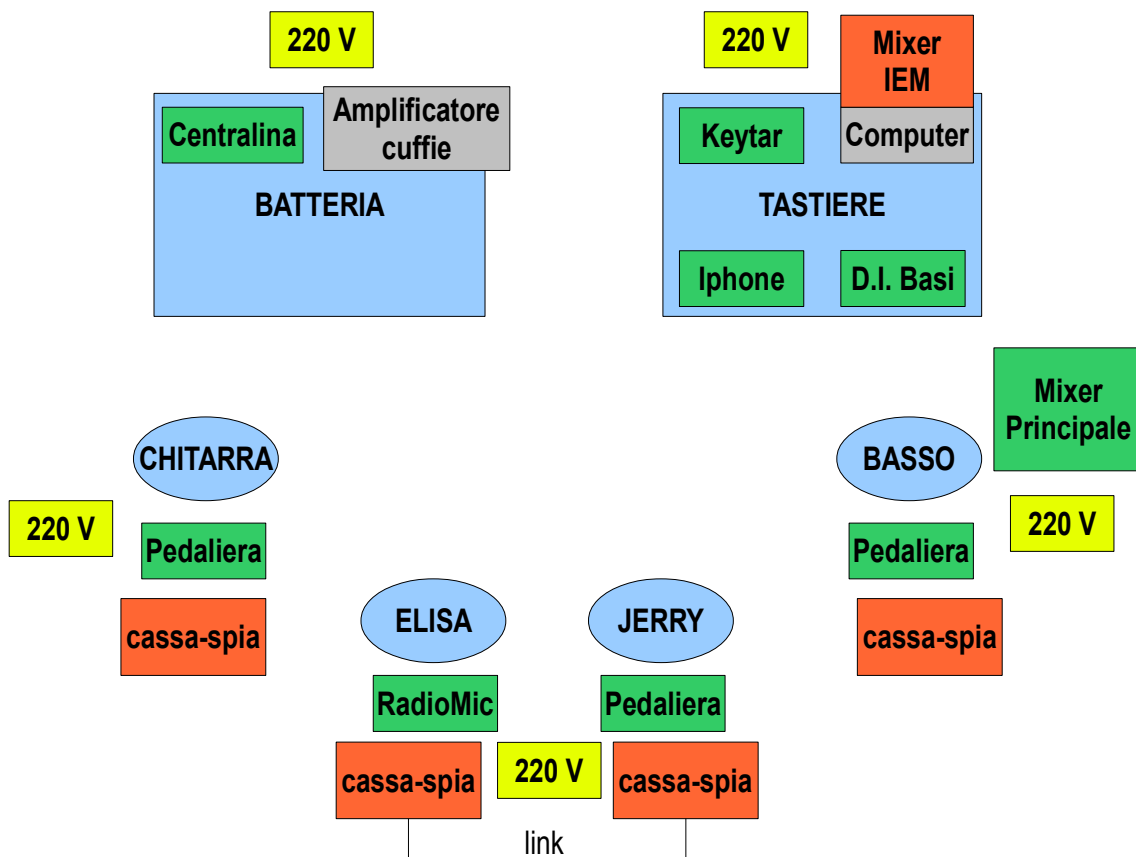 220 V
220 V
Mixer
IEM
Centralina
Amplificatore
cuffie
Keytar
Computer
BATTERIA
TASTIERE
Iphone
D.I. Basi
Mixer
Principale
CHITARRA
BASSO
220 V
220 V
Pedaliera
Pedaliera
cassa-spia
cassa-spia
ELISA
JERRY
RadioMic
Pedaliera
cassa-spia
220 V
cassa-spia
link